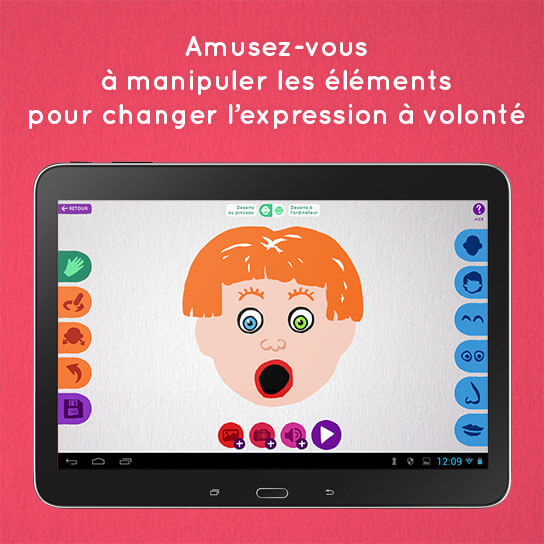 Amusez-vous
à manipuler les éléments
pour changer l'expression à volonté
RETOUR
Dessins
au pinceau
Dessins à
l'ordinateur
?
AIDE
12:09